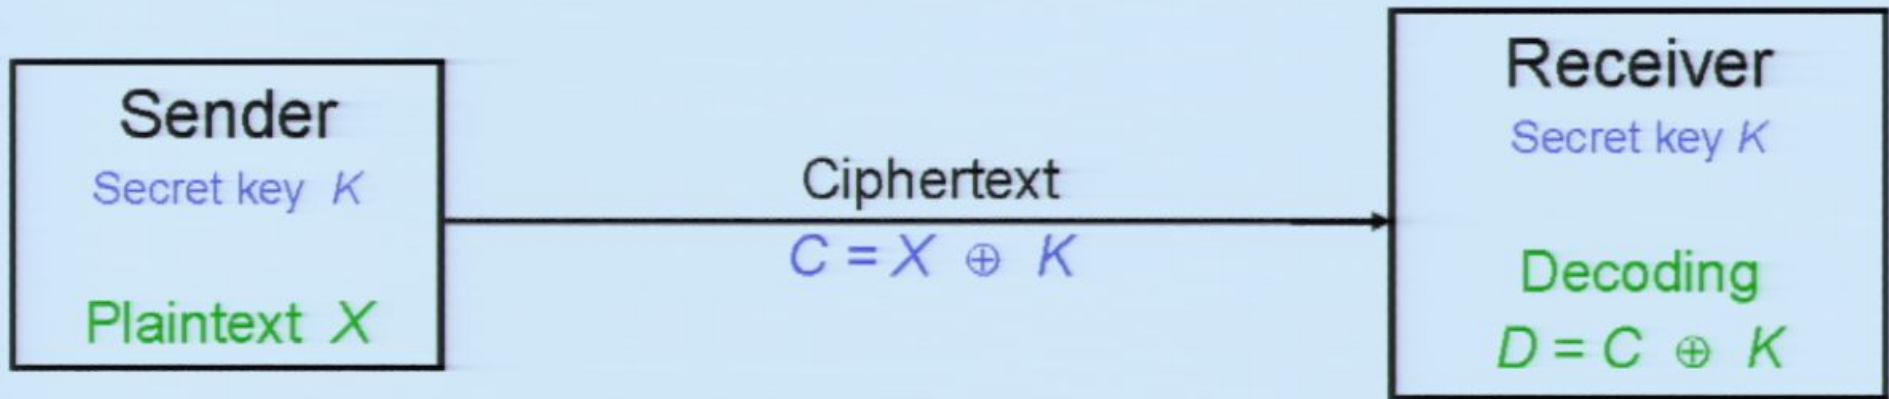 Sender
Secret key K
Plaintext X
Ciphertext
C = X ⊕ K
Receiver
Secret key K
Decoding
D = C ⊕ K